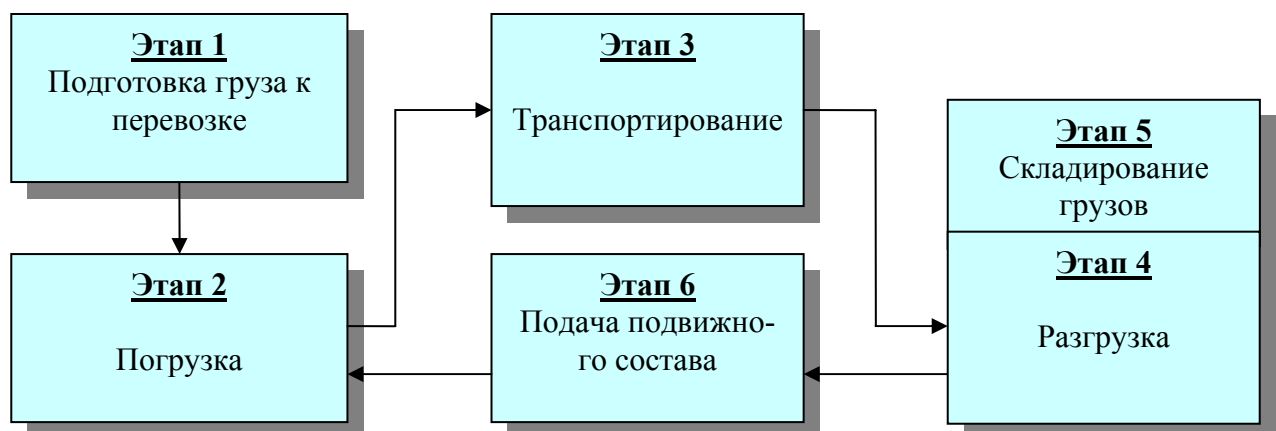 Этап 1
Подготовка груза к
перевозке
Этап 2
Погрузка
Этап 3
Транспортирование
Этап 6
Подача подвижно-
го состава
Этап 5
Складирование
грузов
Этап 4
Разгрузка